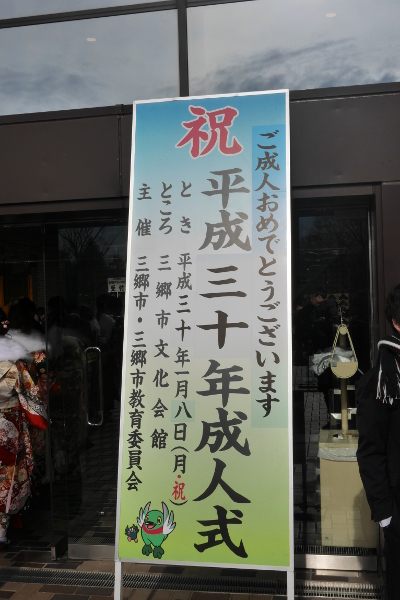 祝
ご成人おめでとうございます
平成三十年成人式
とき 平成三十年一月八日(月・祝)
ところ 三郷市文化会館
主催 三郷市・三郷市教育委員会